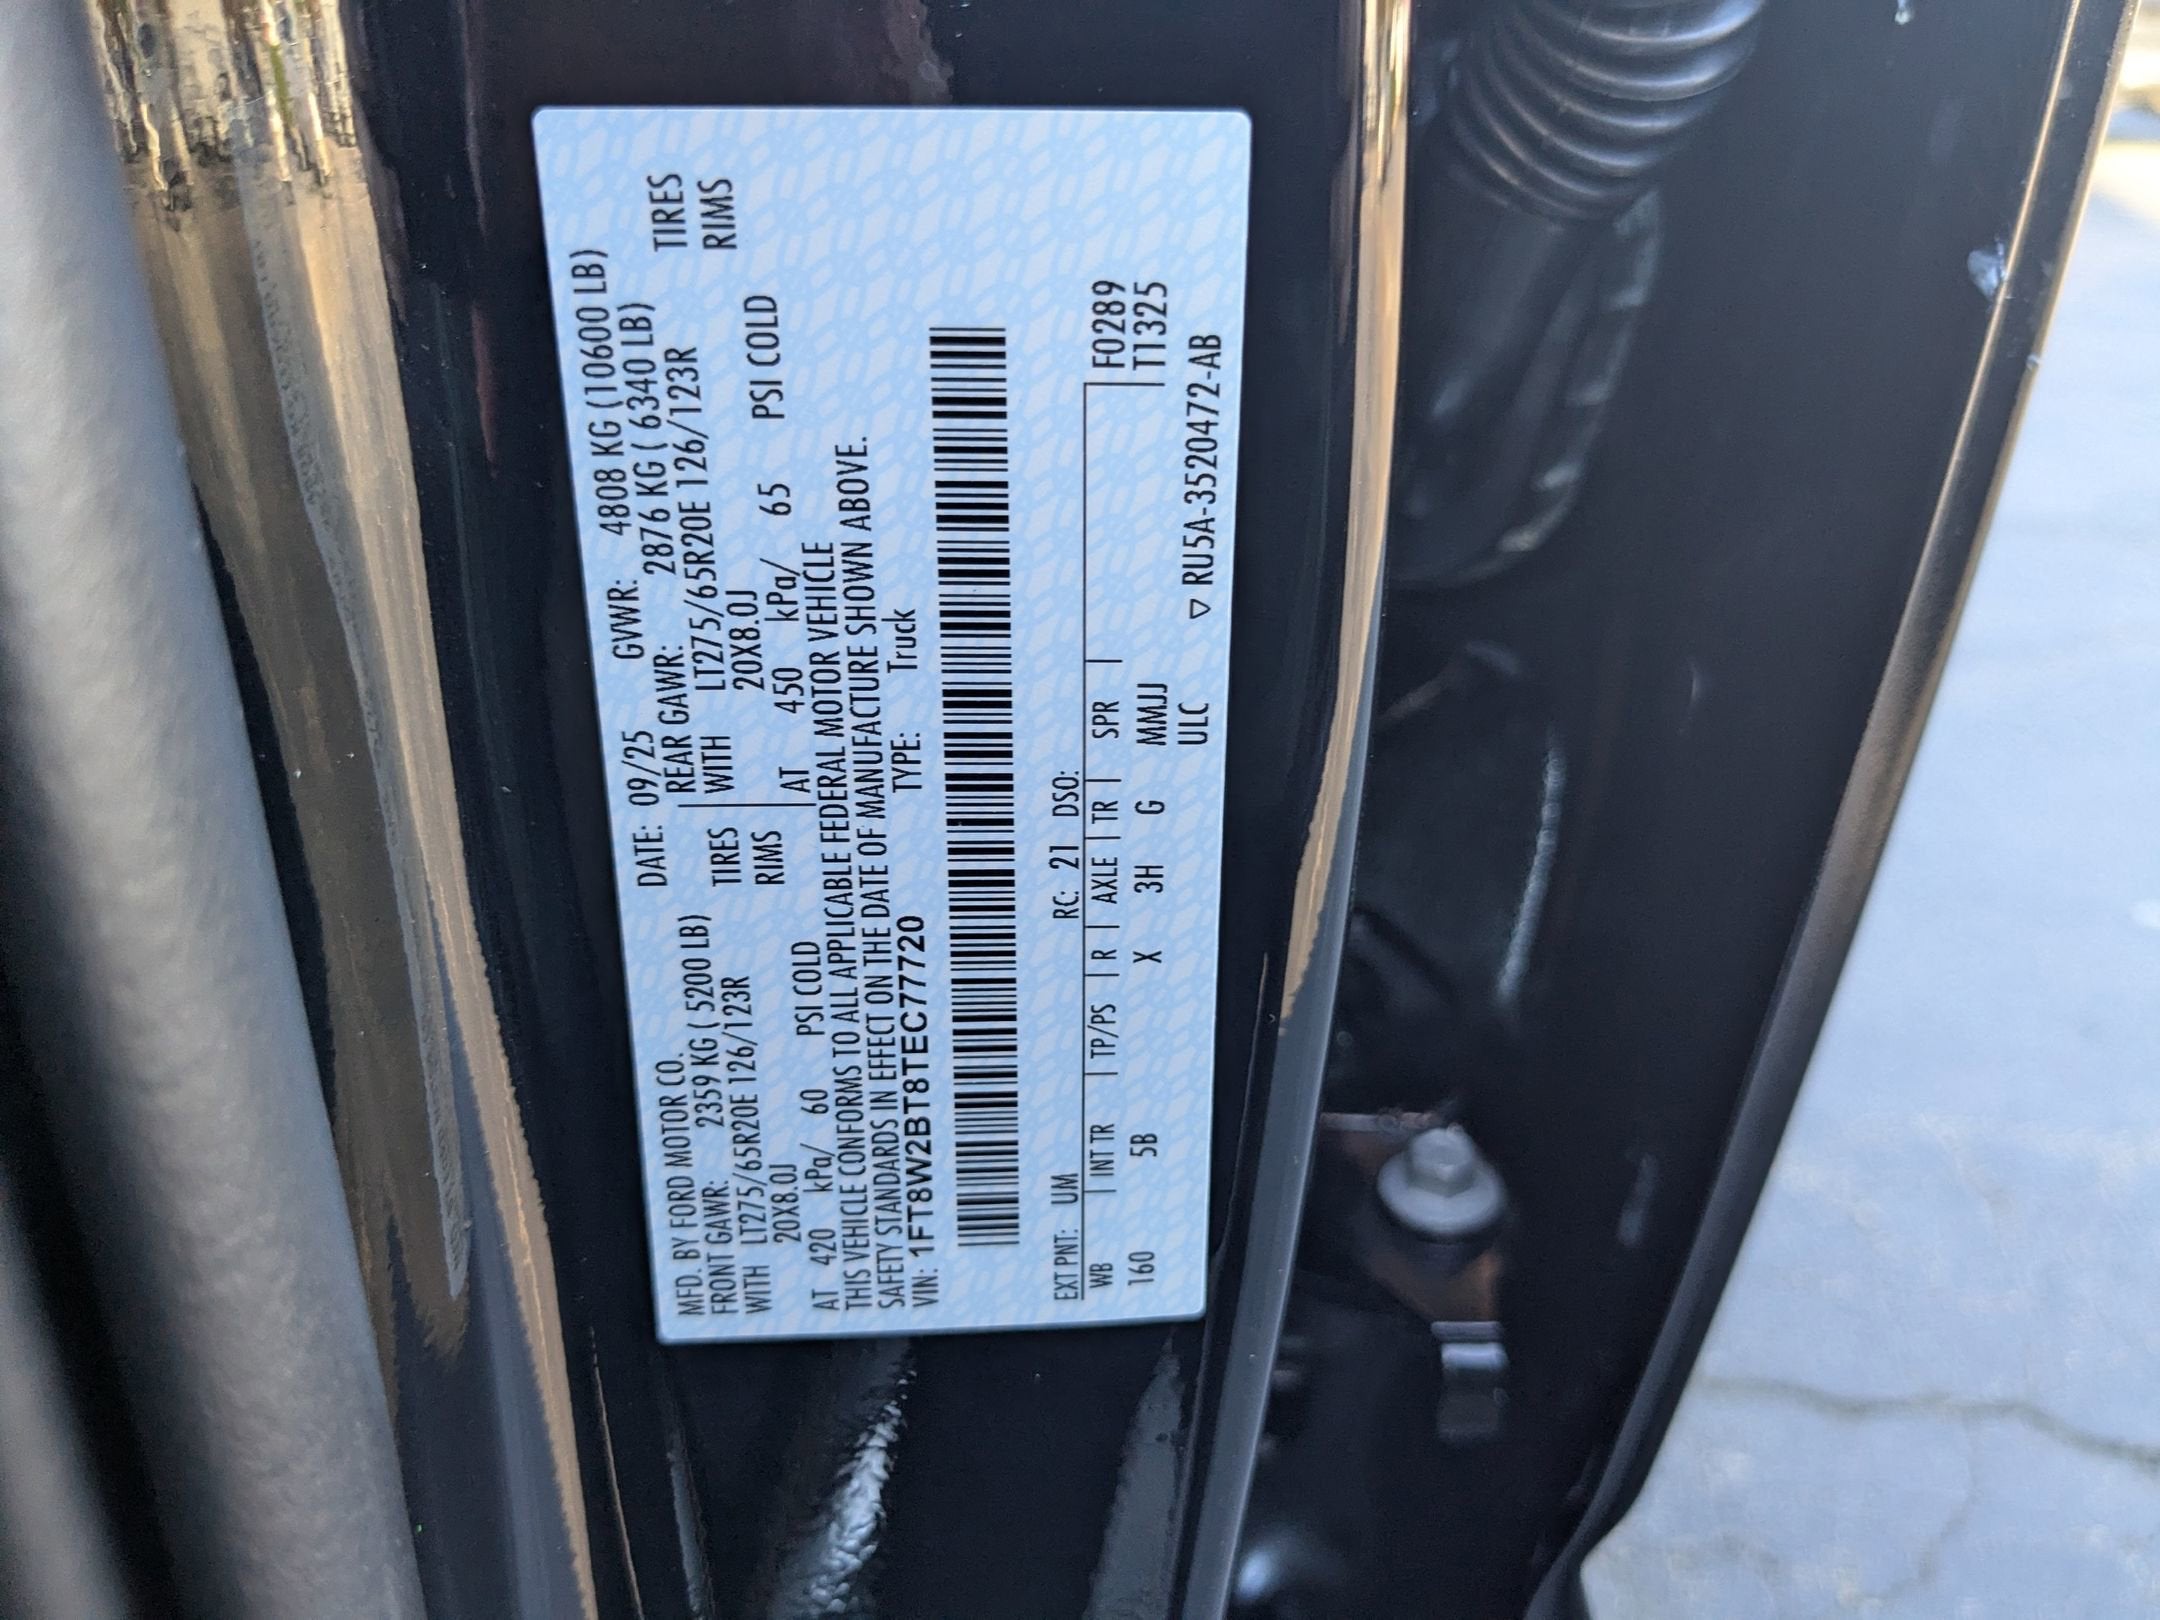 MFD. BY FORD MOTOR CO. DATE: 09/25 GVWR: 4808 KG (10600 LB)
FRONT GAWR: 2359 KG ( 5200 LB) REAR GAWR: 2876 KG ( 6340 LB)
WITH LT275/65R20E 126/123R TIRES WITH LT275/65R20E 126/123R TIRES
20X8.0J RIMS 20X8.0J RIMS
AT 420 kPa/ 60 PSI COLD AT 450 kPa/ 65 PSI COLD
THIS VEHICLE CONFORMS TO ALL APPLICABLE FEDERAL MOTOR VEHICLE
SAFETY STANDARDS IN EFFECT ON THE DATE OF MANUFACTURE SHOWN ABOVE.
VIN: 1FT8W2BT8TEC77720 TYPE: Truck
EXT PNT: UM RC: 21 DSO:
WB | INT TR | TP/PS | R | AXLE | TR | SPR | F0289
160 5B X 3H G MMJJ T1325
ULC ▽ RU5A-3520472-AB